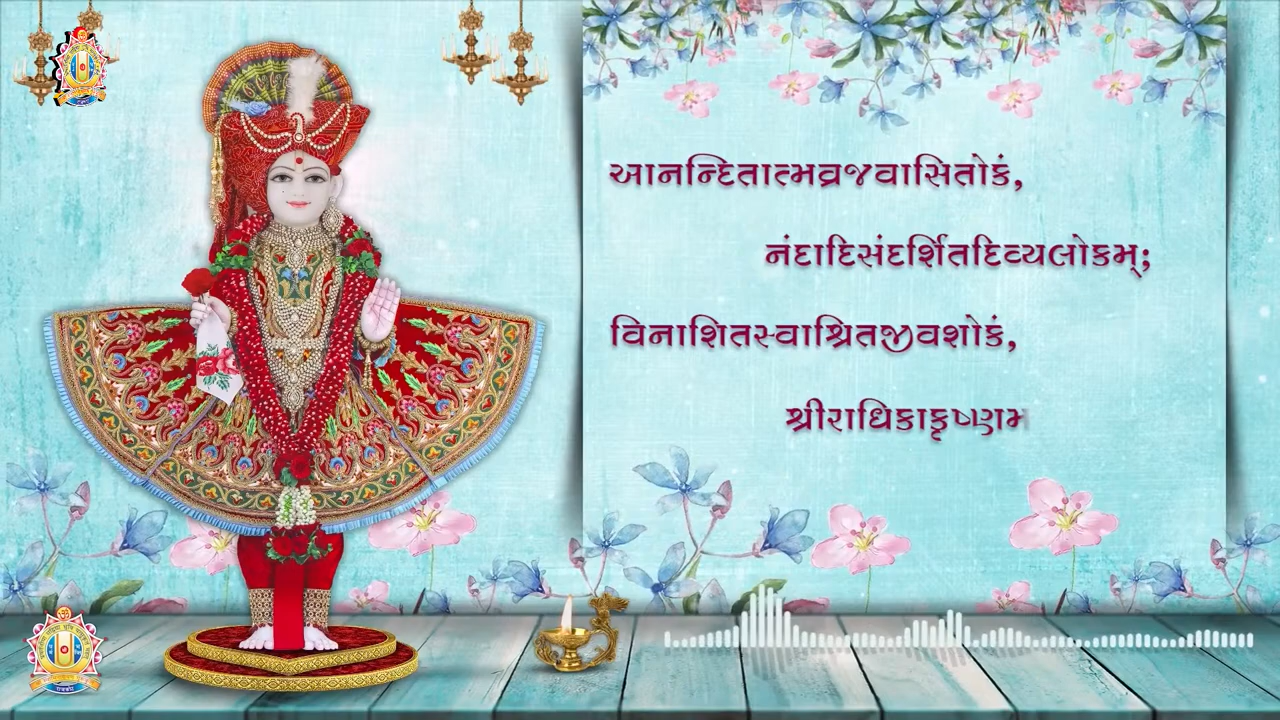 આનન્દિતાત્મવ્રજવાસિતોકં,
નંદાદિસંદર્શિતદિવ્યલોકમ્;
વિનાશિતસ્વાશ્રિતજીવશોકં,
શ્રીરાધિકાકૃષ્ણમ